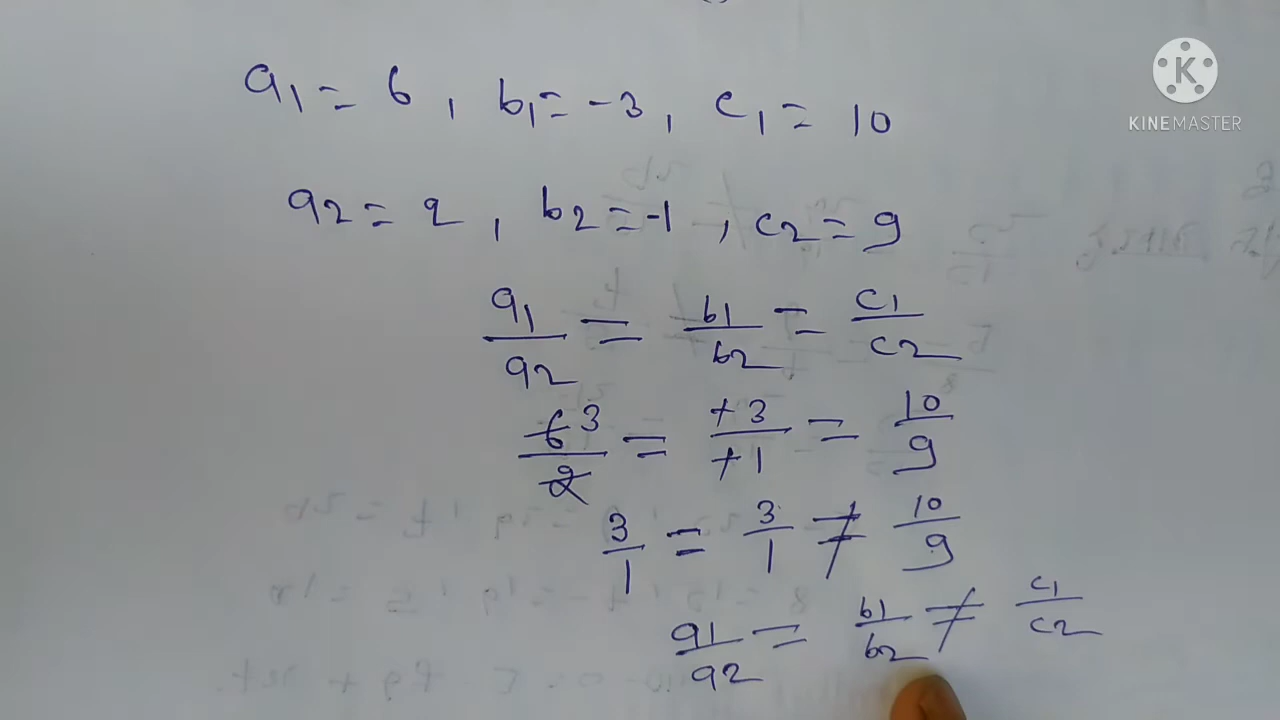 a1 = 6, b1 = -3, c1 = 10
K
KINEMASTER
a2 = 2, b2 = -1, c2 = 9
a1/a2 = b1/b2 = c1/c2
6 3/2 = +3/+1 = 10/9
3/1 = 3/1 ≠ 10/9
a1/a2 = b1/b2 ≠ c1/c2